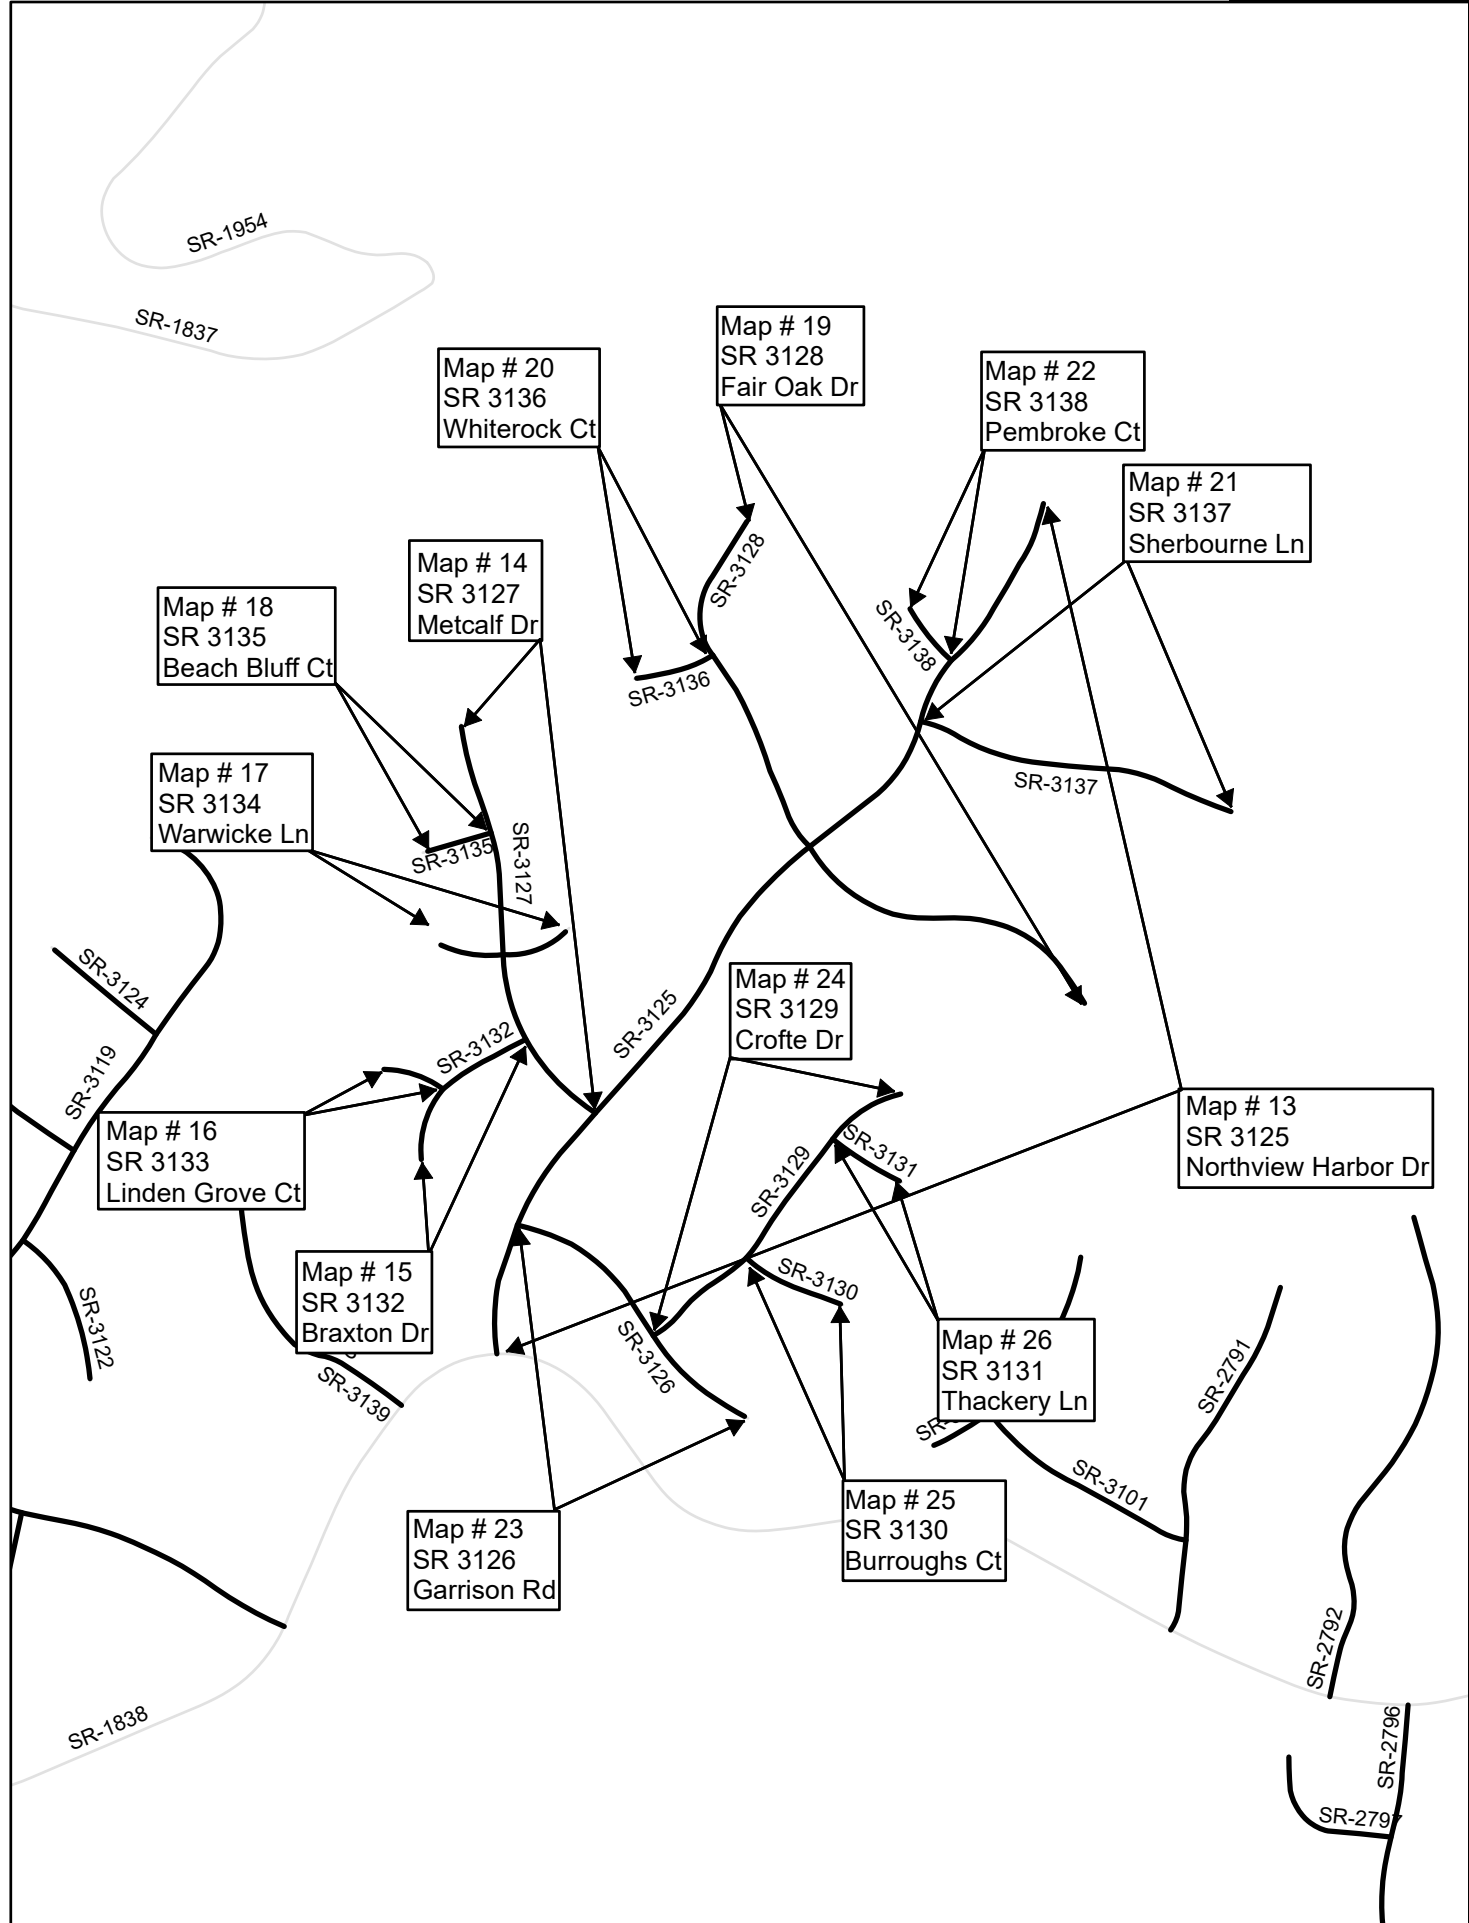 SR-1954
SR-1837
Map # 19
SR 3128
Fair Oak Dr
Map # 20
SR 3136
Whiterock Ct
Map # 22
SR 3138
Pembroke Ct
Map # 21
SR 3137
Sherbourne Ln
Map # 14
SR 3127
Metcalf Dr
Map # 18
SR 3135
Beach Bluff Ct
SR-3128
SR-3138
SR-3136
Map # 17
SR 3134
Warwicke Ln
SR-3137
SR-3135
SR-3127
SR-3124
Map # 24
SR 3129
Crofte Dr
SR-3125
SR-3132
SR-3119
Map # 13
SR 3125
Northview Harbor Dr
Map # 16
SR 3133
Linden Grove Ct
SR-3131
SR-3129
Map # 15
SR 3132
Braxton Dr
SR-3130
SR-3122
Map # 26
SR 3131
Thackery Ln
SR-3126
SR-3139
SR-2791
SR-
SR-3101
Map # 25
SR 3130
Burroughs Ct
Map # 23
SR 3126
Garrison Rd
SR-2792
SR-1838
SR-2796
SR-2797